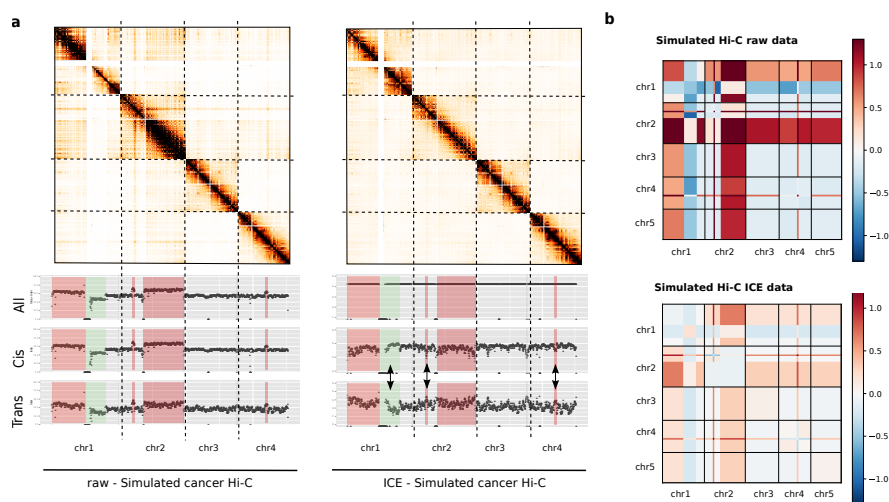 a
All
Cis
Trans
chr1 chr2 chr3 chr4
raw - Simulated cancer Hi-C
chr1 chr2 chr3 chr4
ICE - Simulated cancer Hi-C
b
Simulated Hi-C raw data
chr1
chr2
chr3
chr4
chr5
chr1 chr2 chr3 chr4 chr5
1.0
0.5
0.0
−0.5
−1.0
Simulated Hi-C ICE data
chr1
chr2
chr3
chr4
chr5
chr1 chr2 chr3 chr4 chr5
1.0
0.5
0.0
−0.5
−1.0